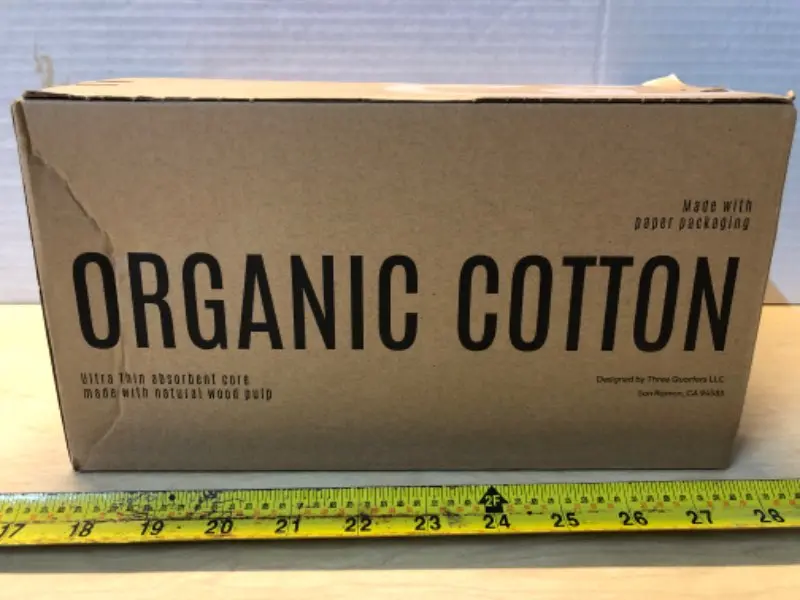 Made with
paper packaging
ORGANIC COTTON
Ultra Thin absorbent core
made with natural wood pulp
Designed by Three Quarters LLC
San Ramon, CA 94583
2F
17 18 19 20 21 22 23 24 25 26 27 28